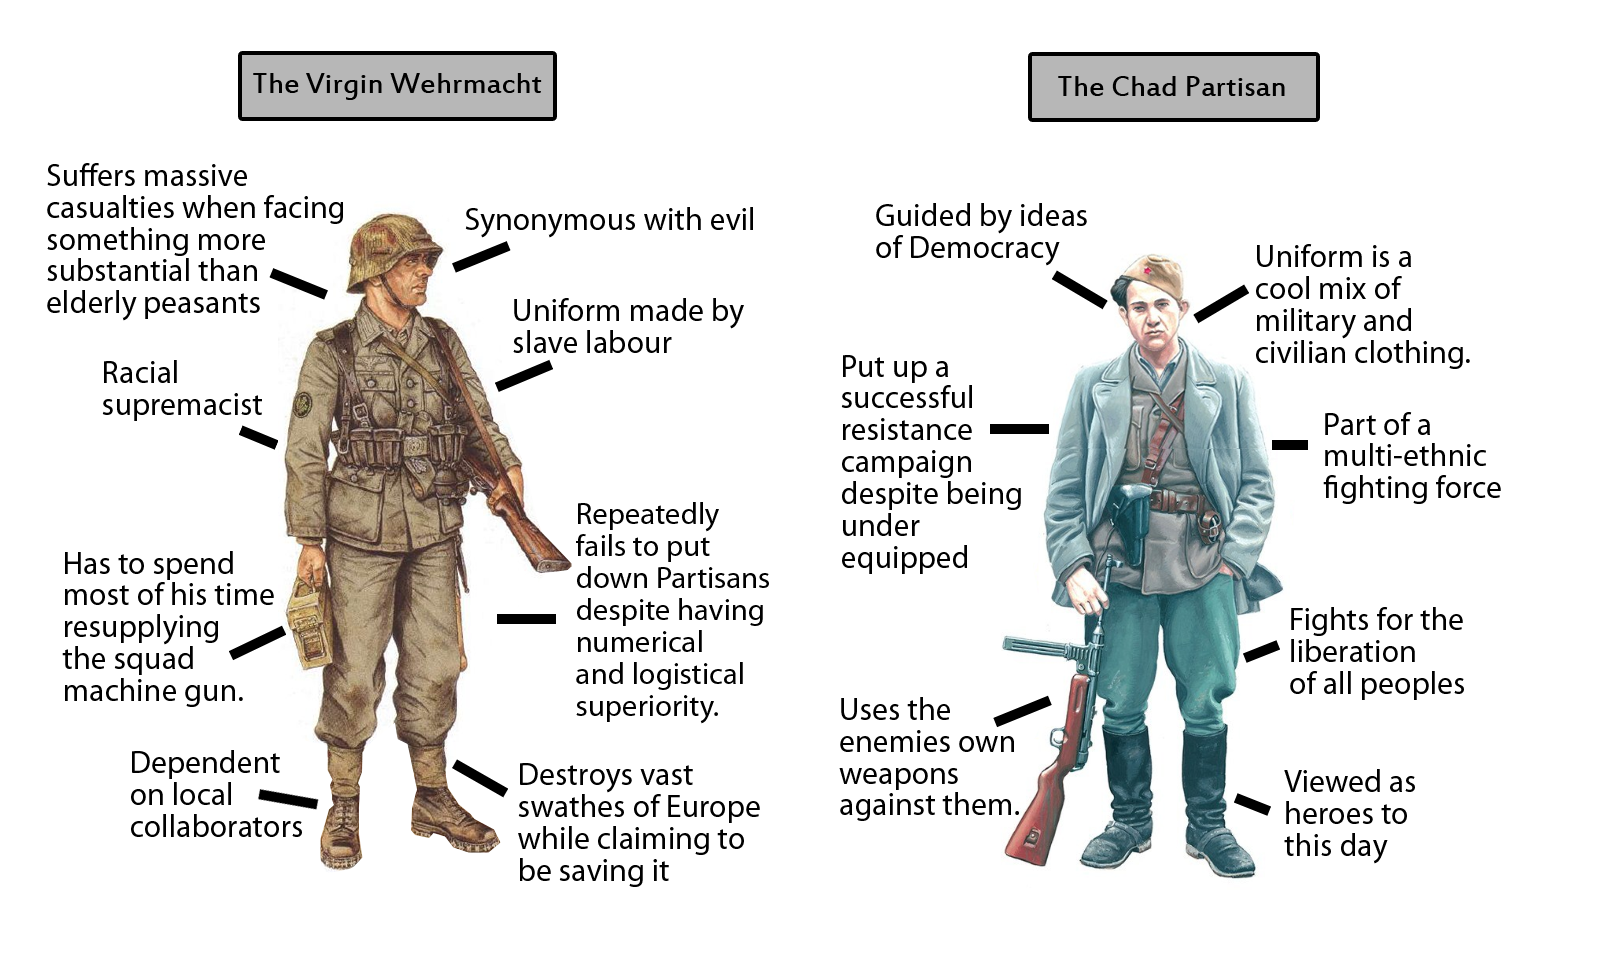 The Virgin Wehrmacht
Suffers massive
casualties when facing
something more
substantial than
elderly peasants
Synonymous with evil
Uniform made by
slave labour
Racial
supremacist
Repeatedly
fails to put
down Partisans
despite having
numerical
and logistical
superiority.
Has to spend
most of his time
resupplying
the squad
machine gun.
Dependent
on local
collaborators
Destroys vast
swathes of Europe
while claiming to
be saving it
The Chad Partisan
Guided by ideas
of Democracy
Uniform is a
cool mix of
military and
civilian clothing.
Put up a
successful
resistance
campaign
despite being
under
equipped
Part of a
multi-ethnic
fighting force
Fights for the
liberation
of all peoples
Uses the
enemies own
weapons
against them.
Viewed as
heroes to
this day